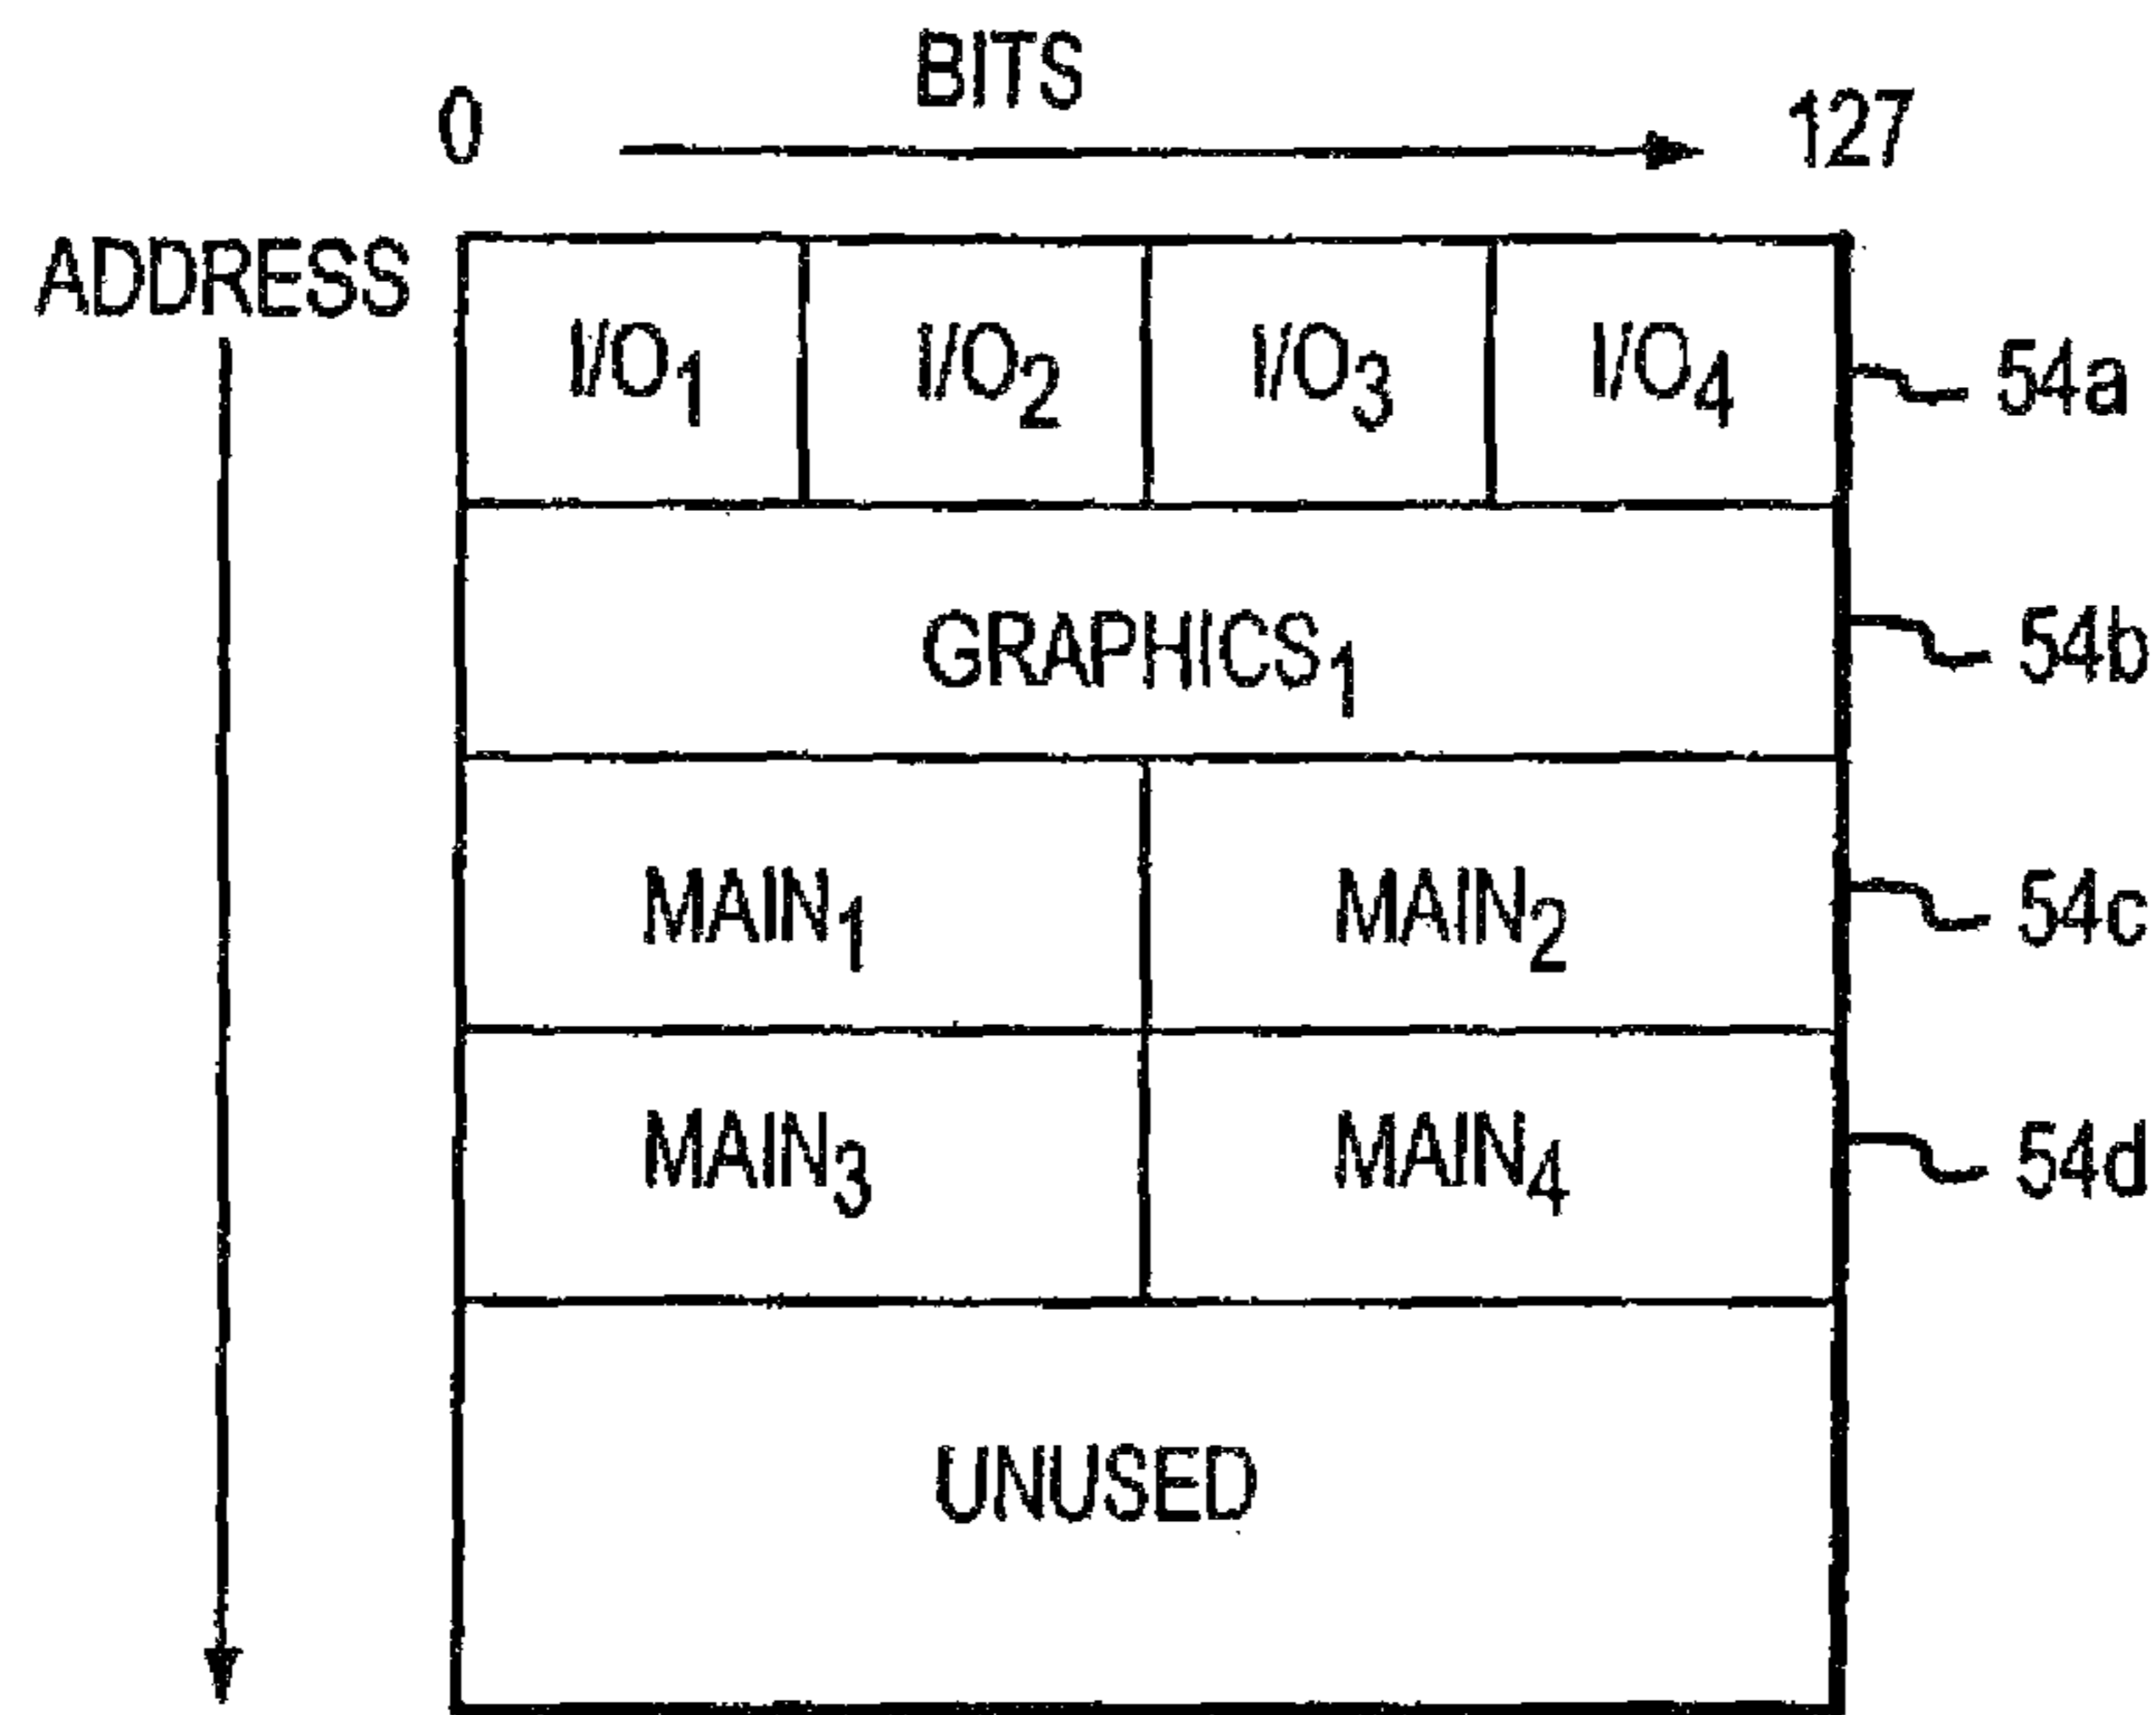 BITS
0 127
ADDRESS
I/O1 I/O2 I/O3 I/O4 54a
GRAPHICS1 54b
MAIN1 MAIN2 54c
MAIN3 MAIN4 54d
UNUSED